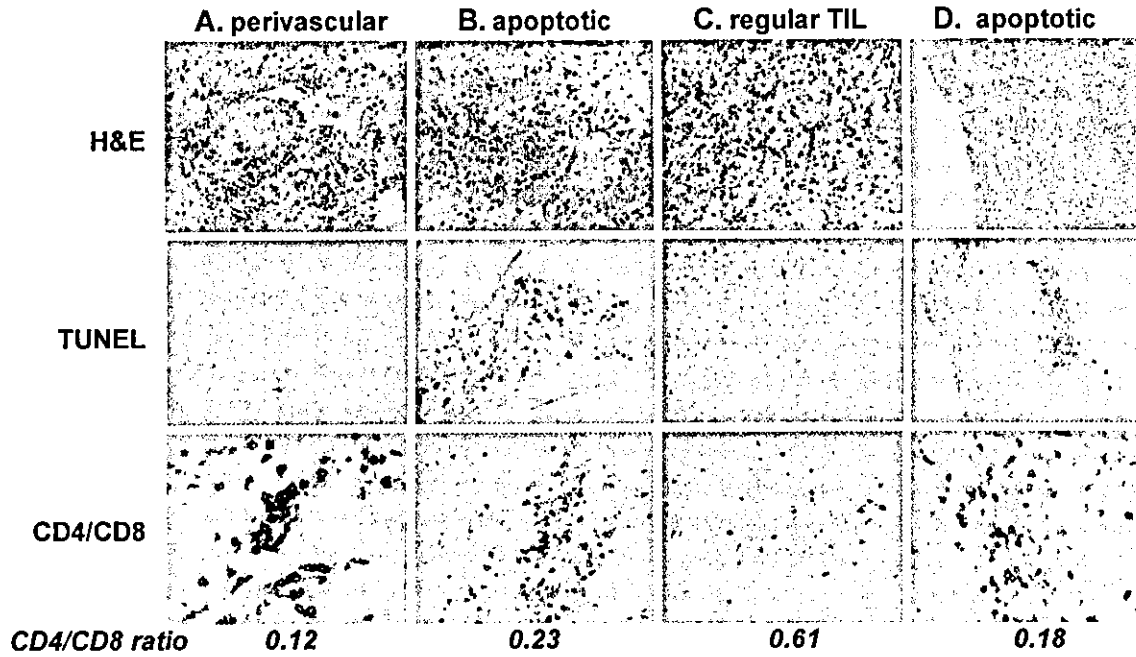 A. perivascular B. apoptotic C. regular TIL D. apoptotic
H&E
TUNEL
CD4/CD8
CD4/CD8 ratio 0.12 0.23 0.61 0.18